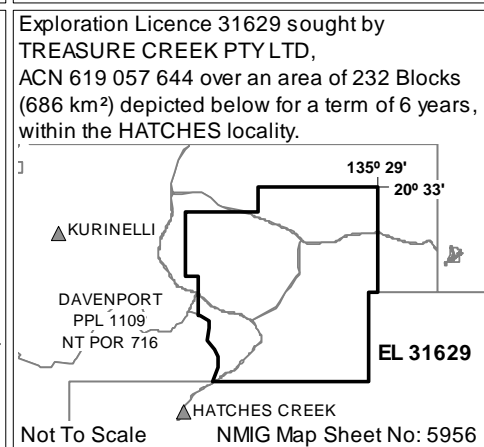 Exploration Licence 31629 sought by
TREASURE CREEK PTY LTD,
ACN 619 057 644 over an area of 232 Blocks
(686 km²) depicted below for a term of 6 years,
within the HATCHES locality.
135º 29'
20º 33'
KURINELLI
DAVENPORT
PPL 1109
NT POR 716
EL 31629
HATCHES CREEK
Not To Scale NMIG Map Sheet No: 5956